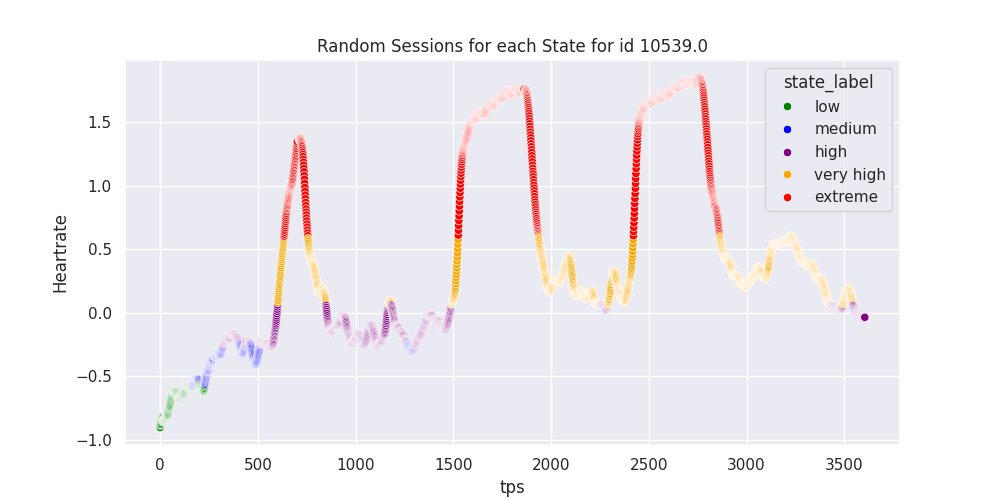 Random Sessions for each State for id 10539.0
state_label
low
medium
high
very high
extreme
Heartrate
1.5
1.0
0.5
0.0
−0.5
−1.0
0 500 1000 1500 2000 2500 3000 3500
tps